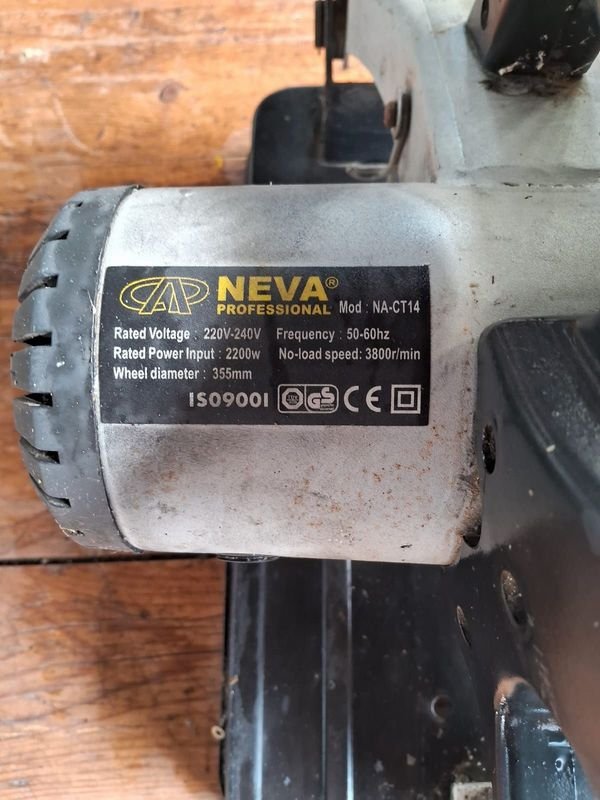 NEVA®
PROFESSIONAL Mod : NA-CT14
Rated Voltage : 220V-240V Frequency : 50-60hz
Rated Power Input : 2200w No-load speed: 3800r/min
Wheel diameter : 355mm
ISO9001 GS CE